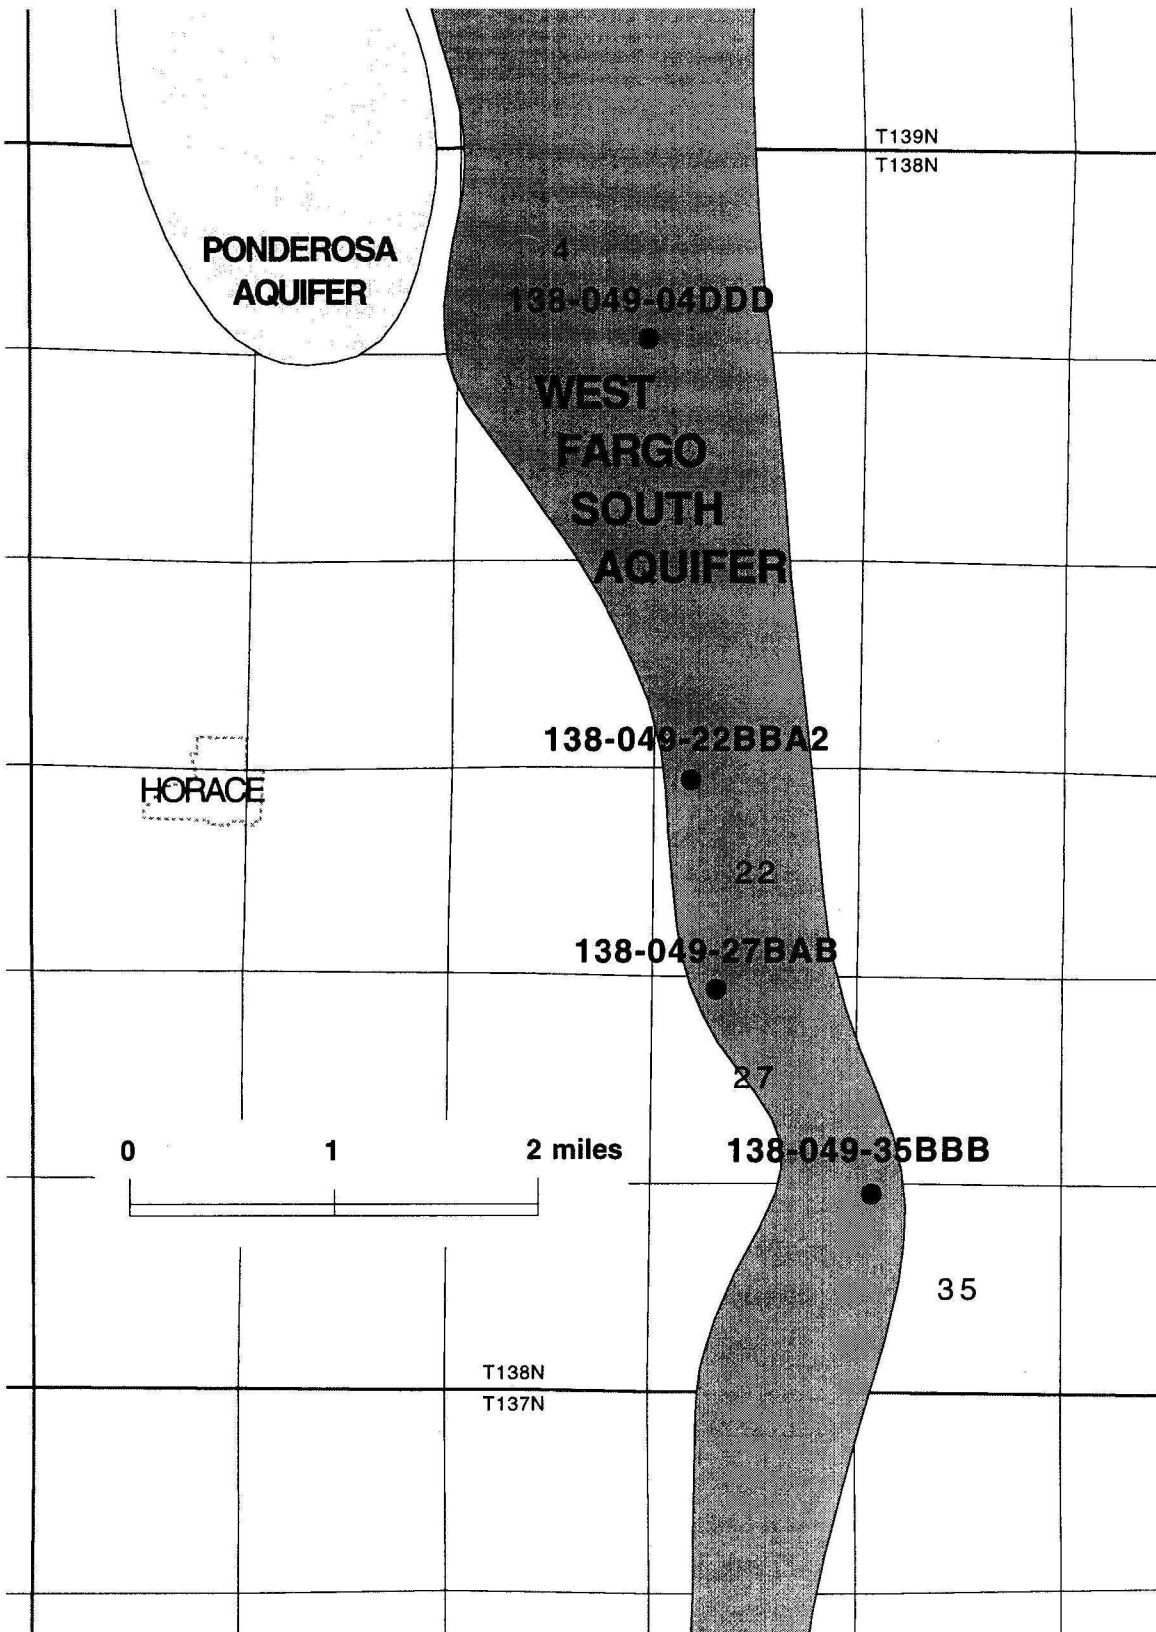 T139N
T138N
PONDEROSA
AQUIFER
4
138-049-04DDD
WEST
FARGO
SOUTH
AQUIFER
138-049-22BBA2
HORACE
22
138-049-27BAB
27
0 1 2 miles
138-049-35BBB
35
T138N
T137N